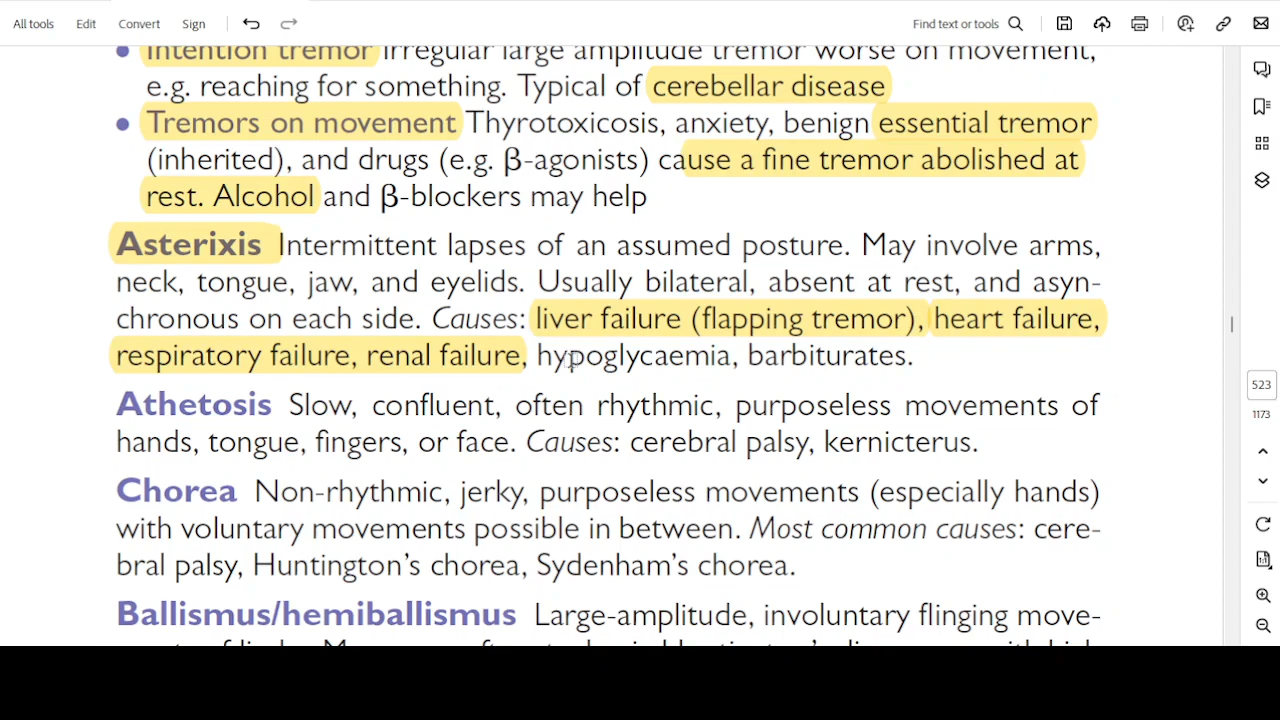 All tools Edit Convert Sign Find text or tools
Intention tremor Irregular large amplitude tremor worse on movement,
e.g. reaching for something. Typical of cerebellar disease
• Tremors on movement Thyrotoxicosis, anxiety, benign essential tremor
(inherited), and drugs (e.g. β-agonists) cause a fine tremor abolished at
rest. Alcohol and β-blockers may help
Asterixis Intermittent lapses of an assumed posture. May involve arms,
neck, tongue, jaw, and eyelids. Usually bilateral, absent at rest, and asyn-
chronous on each side. Causes: liver failure (flapping tremor), heart failure,
respiratory failure, renal failure, hypoglycaemia, barbiturates.
523
Athetosis Slow, confluent, often rhythmic, purposeless movements of
1173
hands, tongue, fingers, or face. Causes: cerebral palsy, kernicterus.
Chorea Non-rhythmic, jerky, purposeless movements (especially hands)
with voluntary movements possible in between. Most common causes: cere-
bral palsy, Huntington's chorea, Sydenham's chorea.
Ballismus/hemiballismus Large-amplitude, involuntary flinging move-